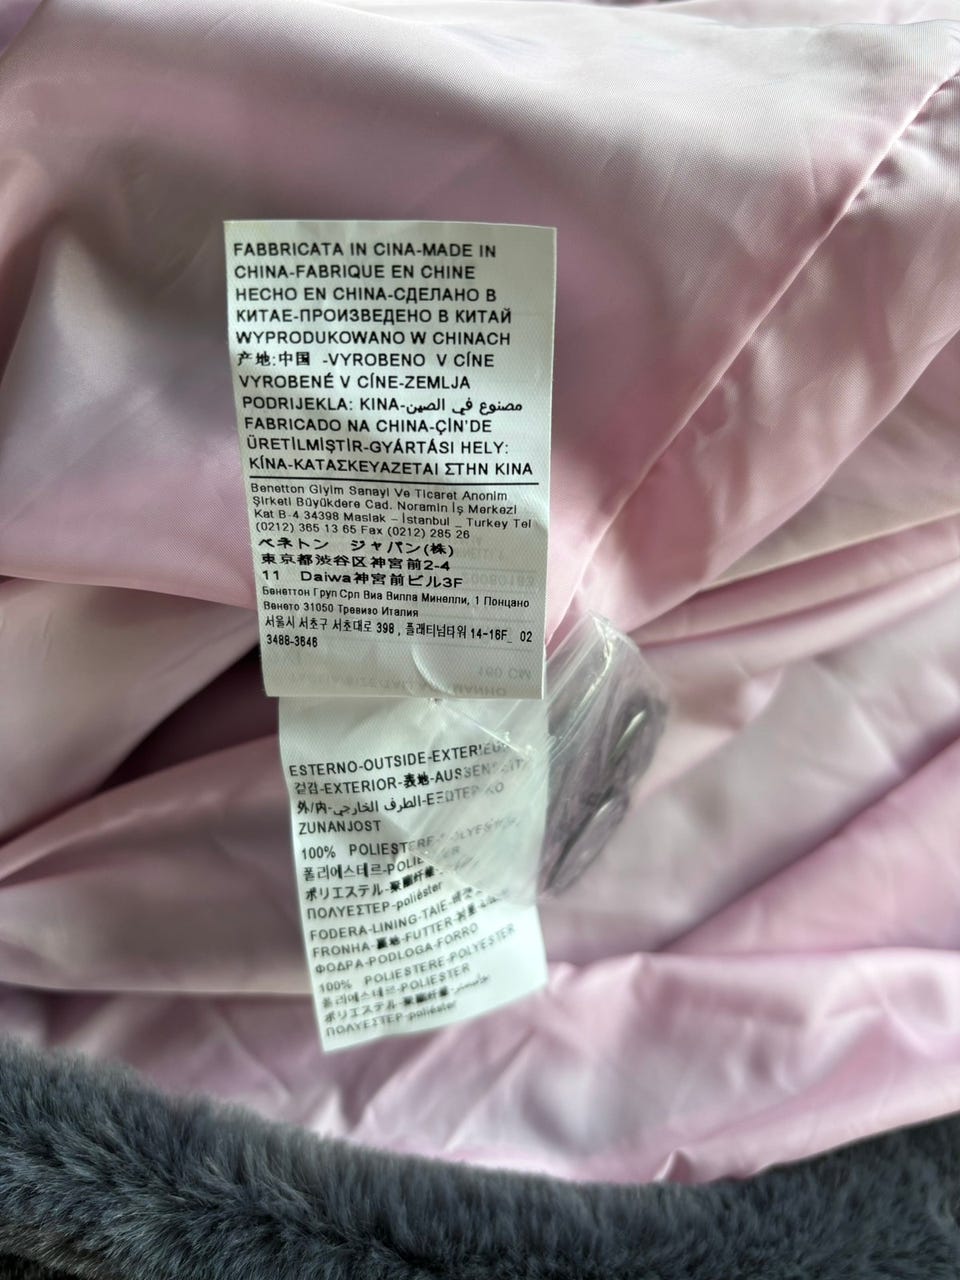 FABBRICATA IN CINA-MADE IN
CHINA-FABRIQUE EN CHINE
HECHO EN CHINA-СДЕЛАНО В
КИТАЕ-ПРОИЗВЕДЕНО В КИТАЙ
WYPRODUKOWANO W CHINACH
产地:中国 -VYROBENO V CÍNE
VYROBENÉ V CÍNE-ZEMLJA
PODRIJEKLA: KINA-مصنوع في الصين
FABRICADO NA CHINA-ÇİN'DE
ÜRETİLMİŞTİR-GYÁRTÁSI HELY:
KÍNA-ΚΑΤΑΣΚΕΥΑΖΕΤΑΙ ΣΤΗΝ ΚΙΝΑ
Benetton Giyim Sanayi Ve Ticaret Anonim
Şirketi Büyükdere Cad. Noramin İş Merkezi
Kat B-4 34398 Maslak – İstanbul _ Turkey Tel
(0212) 365 13 65 Fax (0212) 285 26
ベネトン ジャパン(株)
東京都渋谷区神宮前2-4
11 Daiwa神宮前ビル3F
Бенеттон Груп Срл Виа Вилла Минелли, 1 Понцано
Венето 31050 Тревизо Италия
서울시 서초구 서초대로 398 , 플래티넘타워 14-16F_ 02
3488-3646
ESTERNO-OUTSIDE-EXTERIEUR
겉감-EXTERIOR-表地-AUSSENSEITE
外/内-الطرف الخارجي-ΕΞΩΤΕΡΙΚΟ
ZUNANJOST
100% POLIESTERE-POLYESTER
폴리에스테르-POLIESTER
ポリエステル-聚酯纤维
ΠΟΛΥΕΣΤΕΡ-poliéster
FODERA-LINING-TAIE-
FRONHA-裏地-FUTTER-衬里
ΦΟΔΡΑ-PODLOGA-FORRO
100% POLIESTERE-POLYESTER
폴리에스테르-POLIESTER
ポリエステル-聚酯纤维-بوليستر
ΠΟΛΥΕΣΤΕΡ-poliéster